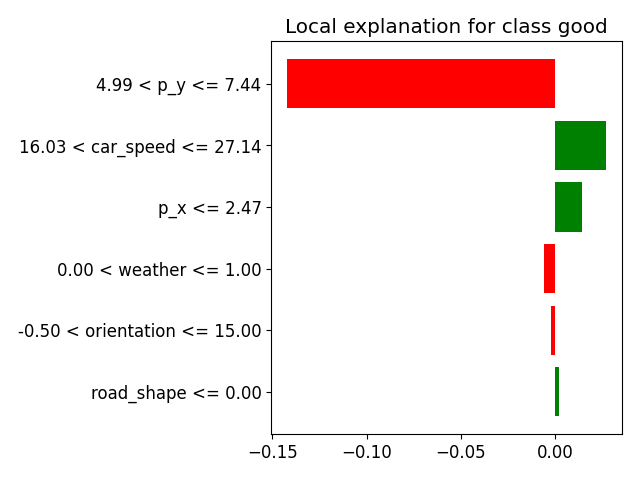 Local explanation for class good
4.99 < p_y <= 7.44
16.03 < car_speed <= 27.14
p_x <= 2.47
0.00 < weather <= 1.00
-0.50 < orientation <= 15.00
road_shape <= 0.00
−0.15 −0.10 −0.05 0.00